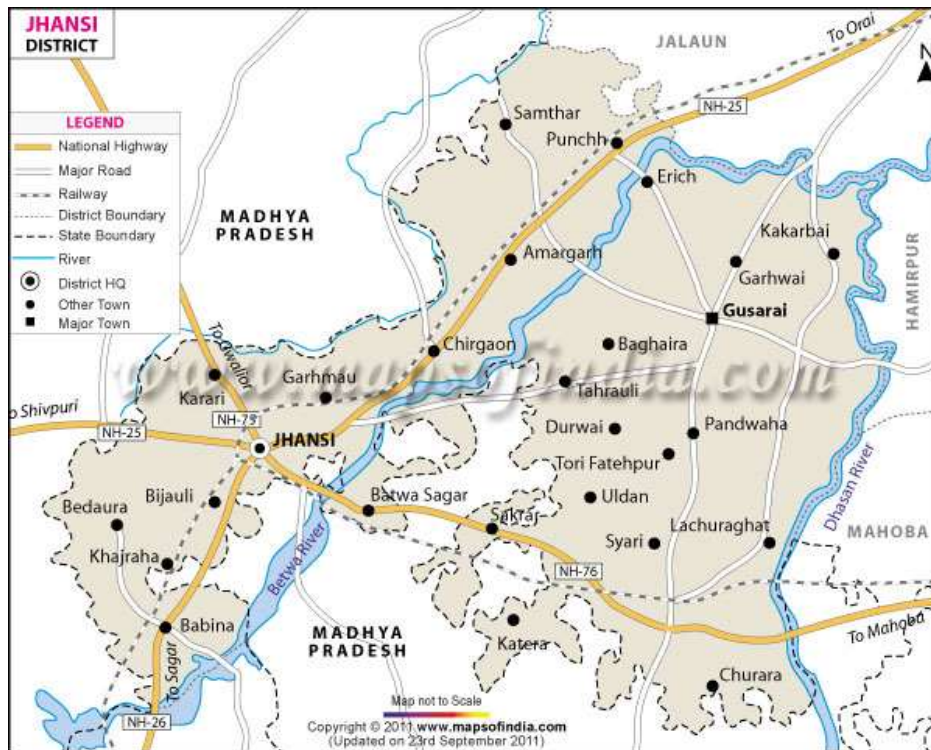 JHANSI
DISTRICT
LEGEND
National Highway
Major Road
Railway
District Boundary
State Boundary
River
District HQ
Other Town
Major Town
To Orai
N
JALAUN
NH-25
Samthar
Punchh
Erich
MADHYA
PRADESH
Kakarbai
Amargarh
Garhwai
HAMIRPUR
Gusarai
To Gwalior
Chirgaon
Baghaira
www.mapsofindia.com
Garhmau
Karari
Tahrauli
To Shivpuri
NH-75
NH-25
JHANSI
Durwai
Pandwaha
Tori Fatehpur
Dhasan River
Bedaura
Bijauli
Batwa Sagar
Uldan
Sakrar
Lachuraghat
MAHOBA
Khajraha
Betwa River
Syari
NH-76
Babina
MADHYA
PRADESH
Katera
To Mahoba
To Sagar
Churara
NH-26
Map not to Scale
Copyright © 2011 www.mapsofindia.com
(Updated on 23rd September 2011)